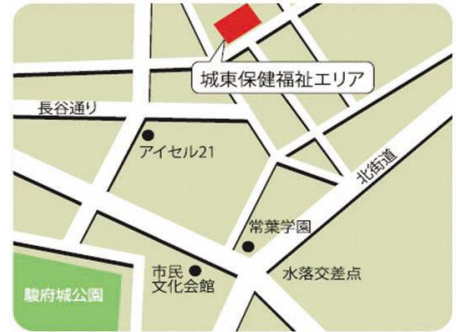 城東保健福祉エリア
長谷通り
アイセル21
北街道
常葉学園
市民
文化会館
水落交差点
駿府城公園